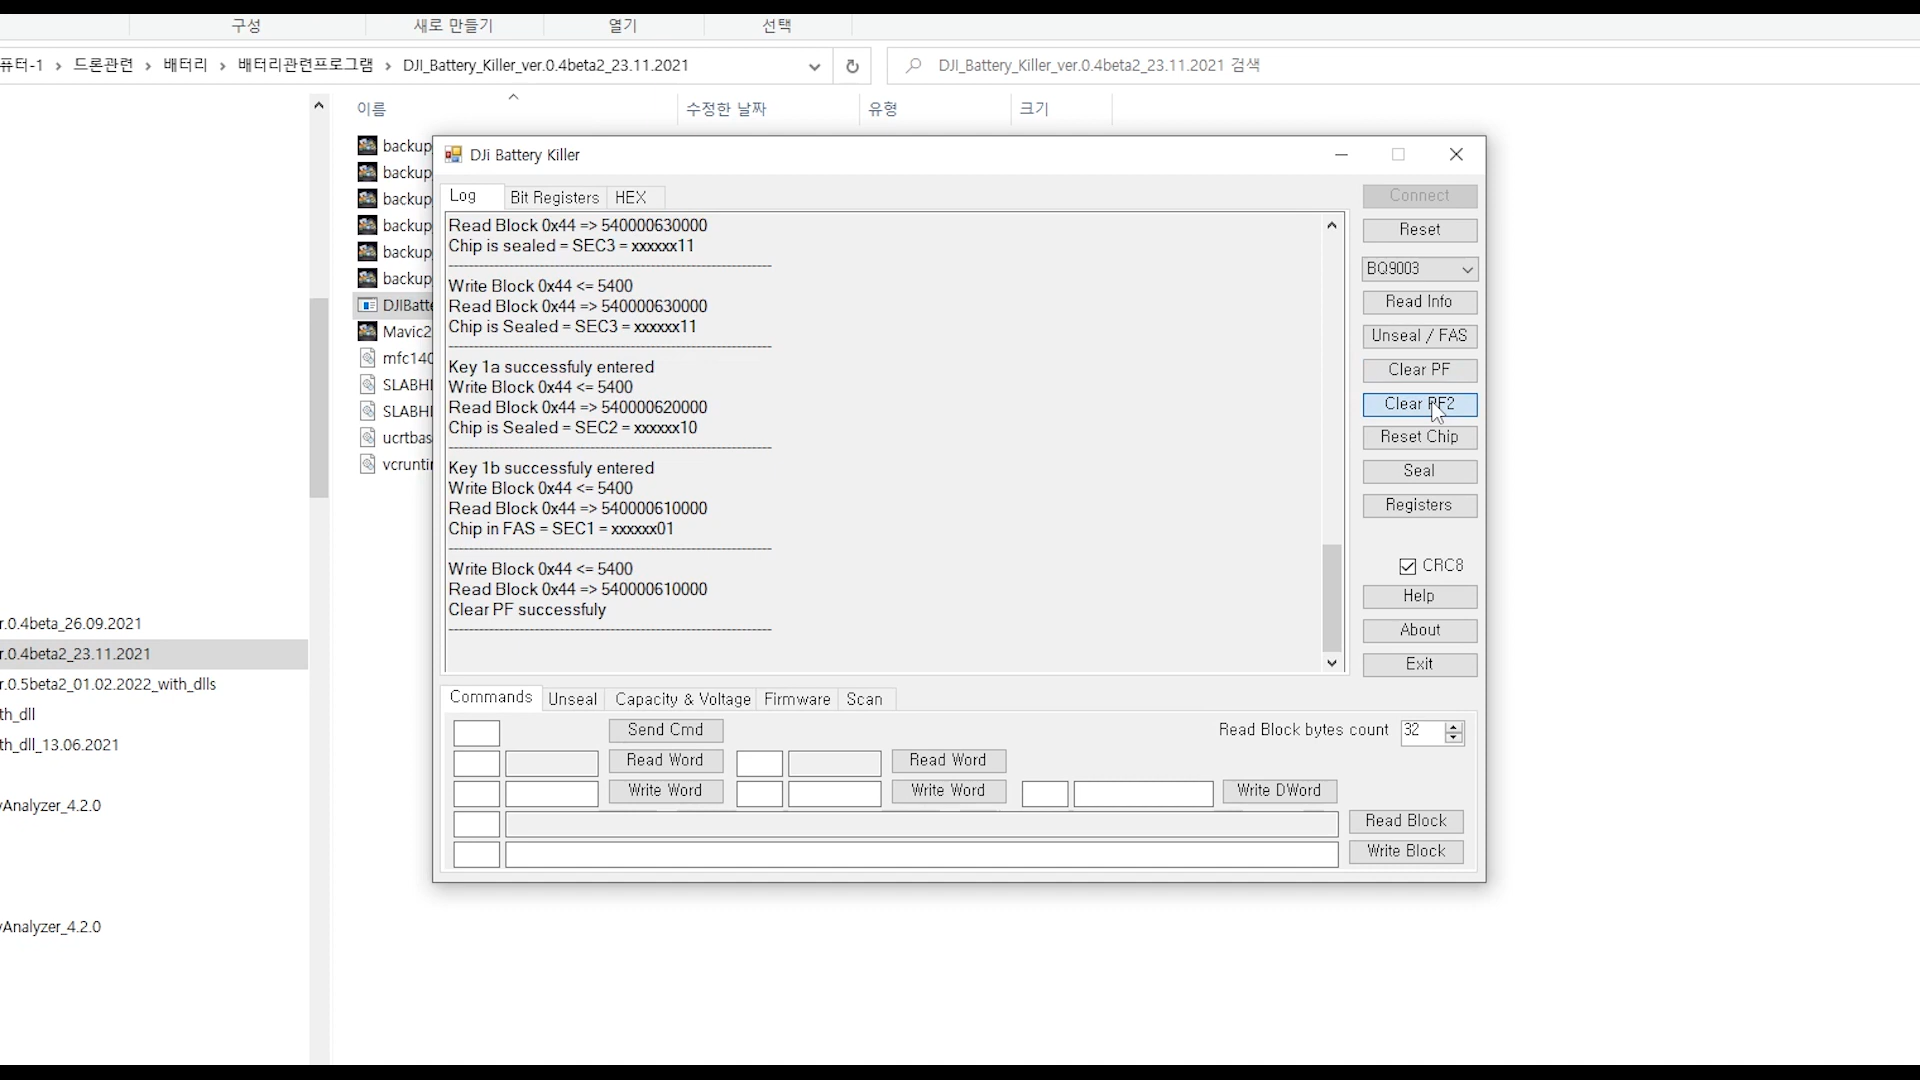 구성
새로 만들기
열기
선택
퓨터-1 › 드론관련 › 배터리 › 배터리관련프로그램 › DJI_Battery_Killer_ver.0.4beta2_23.11.2021
DJI_Battery_Killer_ver.0.4beta2_23.11.2021 검색
이름
수정한 날짜
유형
크기
backup
backup
backup
backup
backup
backup
DJIBatte
Mavic2
mfc140
SLABHI
SLABHI
ucrtbas
vcrunti
r.0.4beta_26.09.2021
r.0.4beta2_23.11.2021
r.0.5beta2_01.02.2022_with_dlls
th_dll
th_dll_13.06.2021
yAnalyzer_4.2.0
yAnalyzer_4.2.0
DJi Battery Killer
Log
Bit Registers
HEX
Read Block 0x44 => 540000630000
Chip is sealed = SEC3 = xxxxxx11
Write Block 0x44 <= 5400
Read Block 0x44 => 540000630000
Chip is Sealed = SEC3 = xxxxxx11
Key 1a successfuly entered
Write Block 0x44 <= 5400
Read Block 0x44 => 540000620000
Chip is Sealed = SEC2 = xxxxxx10
Key 1b successfuly entered
Write Block 0x44 <= 5400
Read Block 0x44 => 540000610000
Chip in FAS = SEC1 = xxxxxx01
Write Block 0x44 <= 5400
Read Block 0x44 => 540000610000
Clear PF successfuly
Connect
Reset
BQ9003
Read Info
Unseal / FAS
Clear PF
Clear PF2
Reset Chip
Seal
Registers
CRC8
Help
About
Exit
Commands
Unseal
Capacity & Voltage
Firmware
Scan
Send Cmd
Read Block bytes count 32
Read Word
Read Word
Write Word
Write Word
Write DWord
Read Block
Write Block